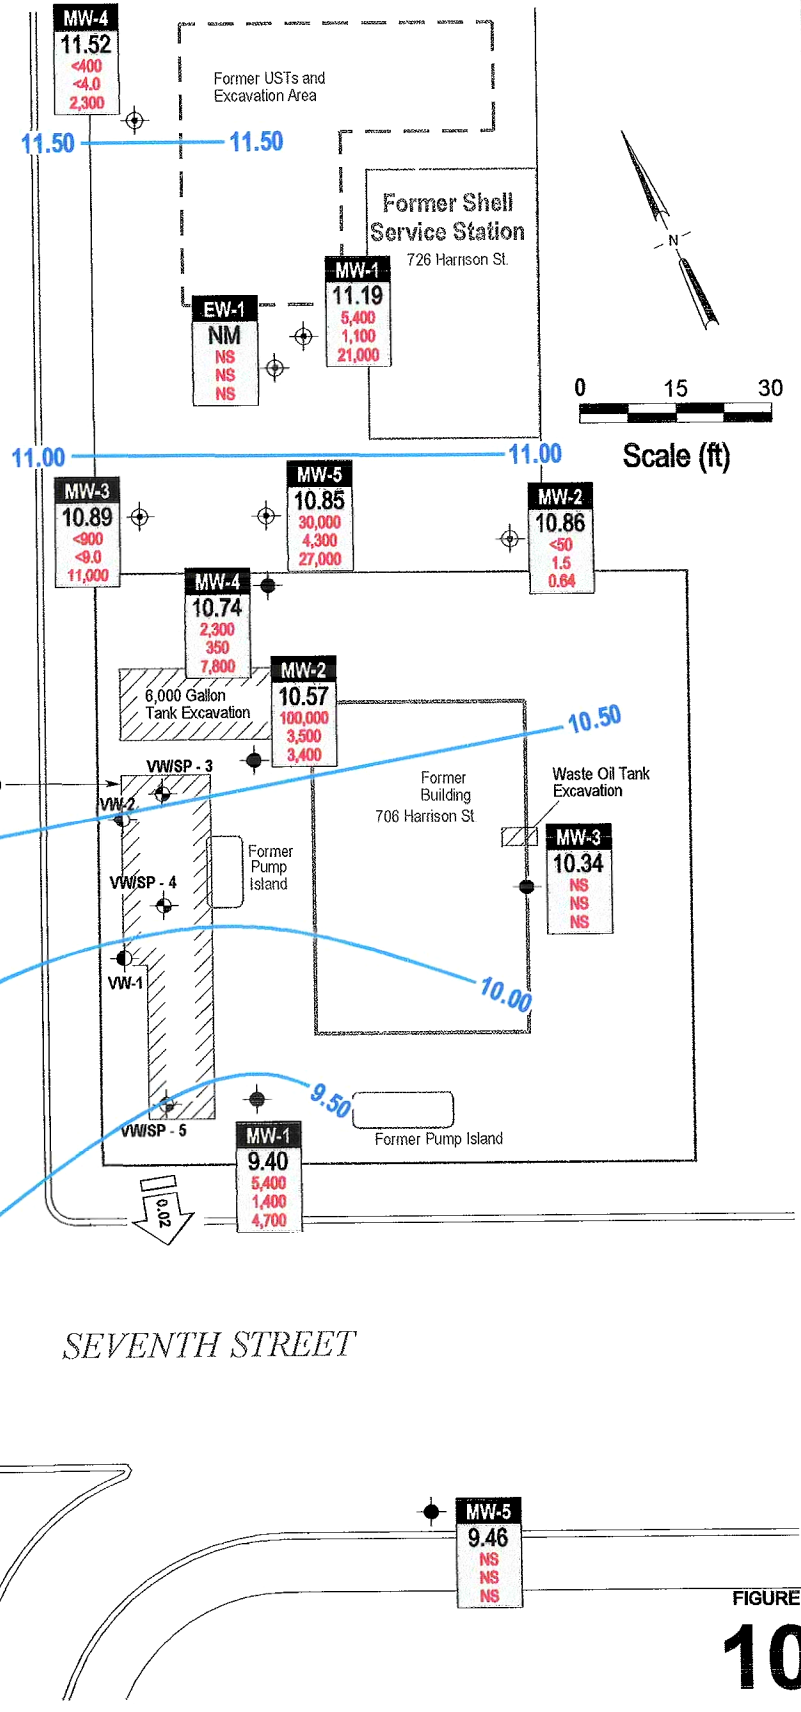 MW-4
11.52
<400
<4.0
2,300
Former USTs and
Excavation Area
11.50
11.50
Former Shell
Service Station
726 Harrison St.
N
MW-1
11.19
5,400
1,100
21,000
EW-1
NM
NS
NS
NS
0 15 30
Scale (ft)
11.00
11.00
MW-3
10.89
<900
<9.0
11,000
MW-5
10.85
30,000
4,300
27,000
MW-2
10.86
<50
1.5
0.64
MW-4
10.74
2,300
350
7,800
6,000 Gallon
Tank Excavation
MW-2
10.57
100,000
3,500
3,400
10.50
VW/SP - 3
VW-2
Former
Building
706 Harrison St
Waste Oil Tank
Excavation
MW-3
10.34
NS
NS
NS
Former
Pump
Island
VW/SP - 4
VW-1
10.00
9.50
VW/SP - 5
Former Pump Island
MW-1
9.40
5,400
1,400
4,700
0.02
SEVENTH STREET
MW-5
9.46
NS
NS
NS
FIGURE
10